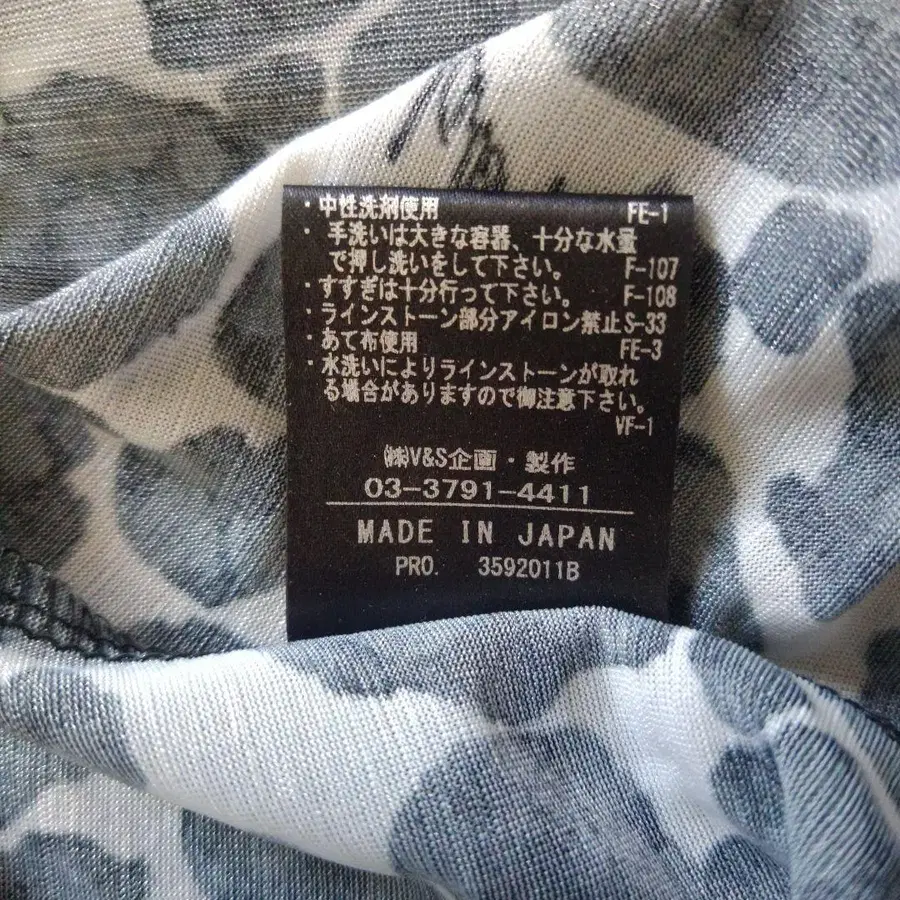 ・中性洗剤使用 FE-1
・手洗いは大きな容器、十分な水量
で押し洗いをして下さい。 F-107
・すすぎは十分行って下さい。 F-108
・ラインストーン部分アイロン禁止 S-33
・あて布使用 FE-3
・水洗いによりラインストーンが取れ
る場合がありますので御注意下さい。
VF-1
㈱V&S企画・製作
03-3791-4411
MADE IN JAPAN
PRO. 3592011B